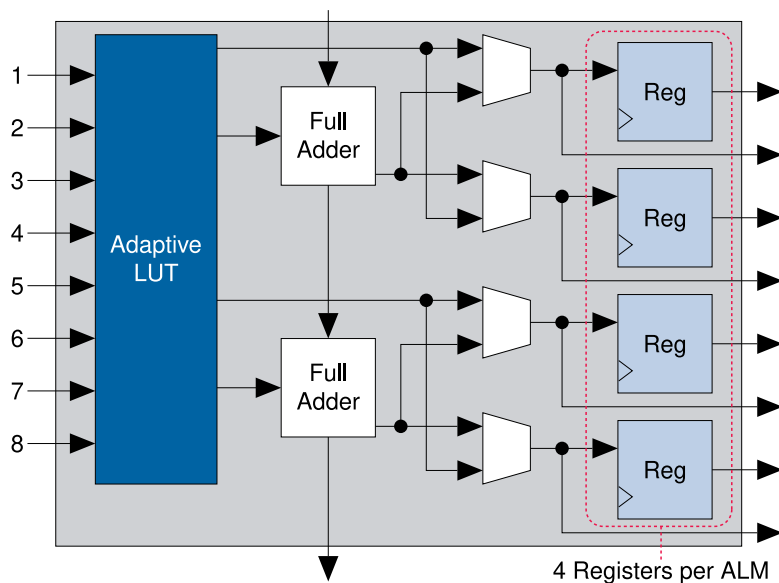 1
2
3
4
5
6
7
8
Adaptive
LUT
Full
Adder
Full
Adder
Reg
Reg
Reg
Reg
4 Registers per ALM